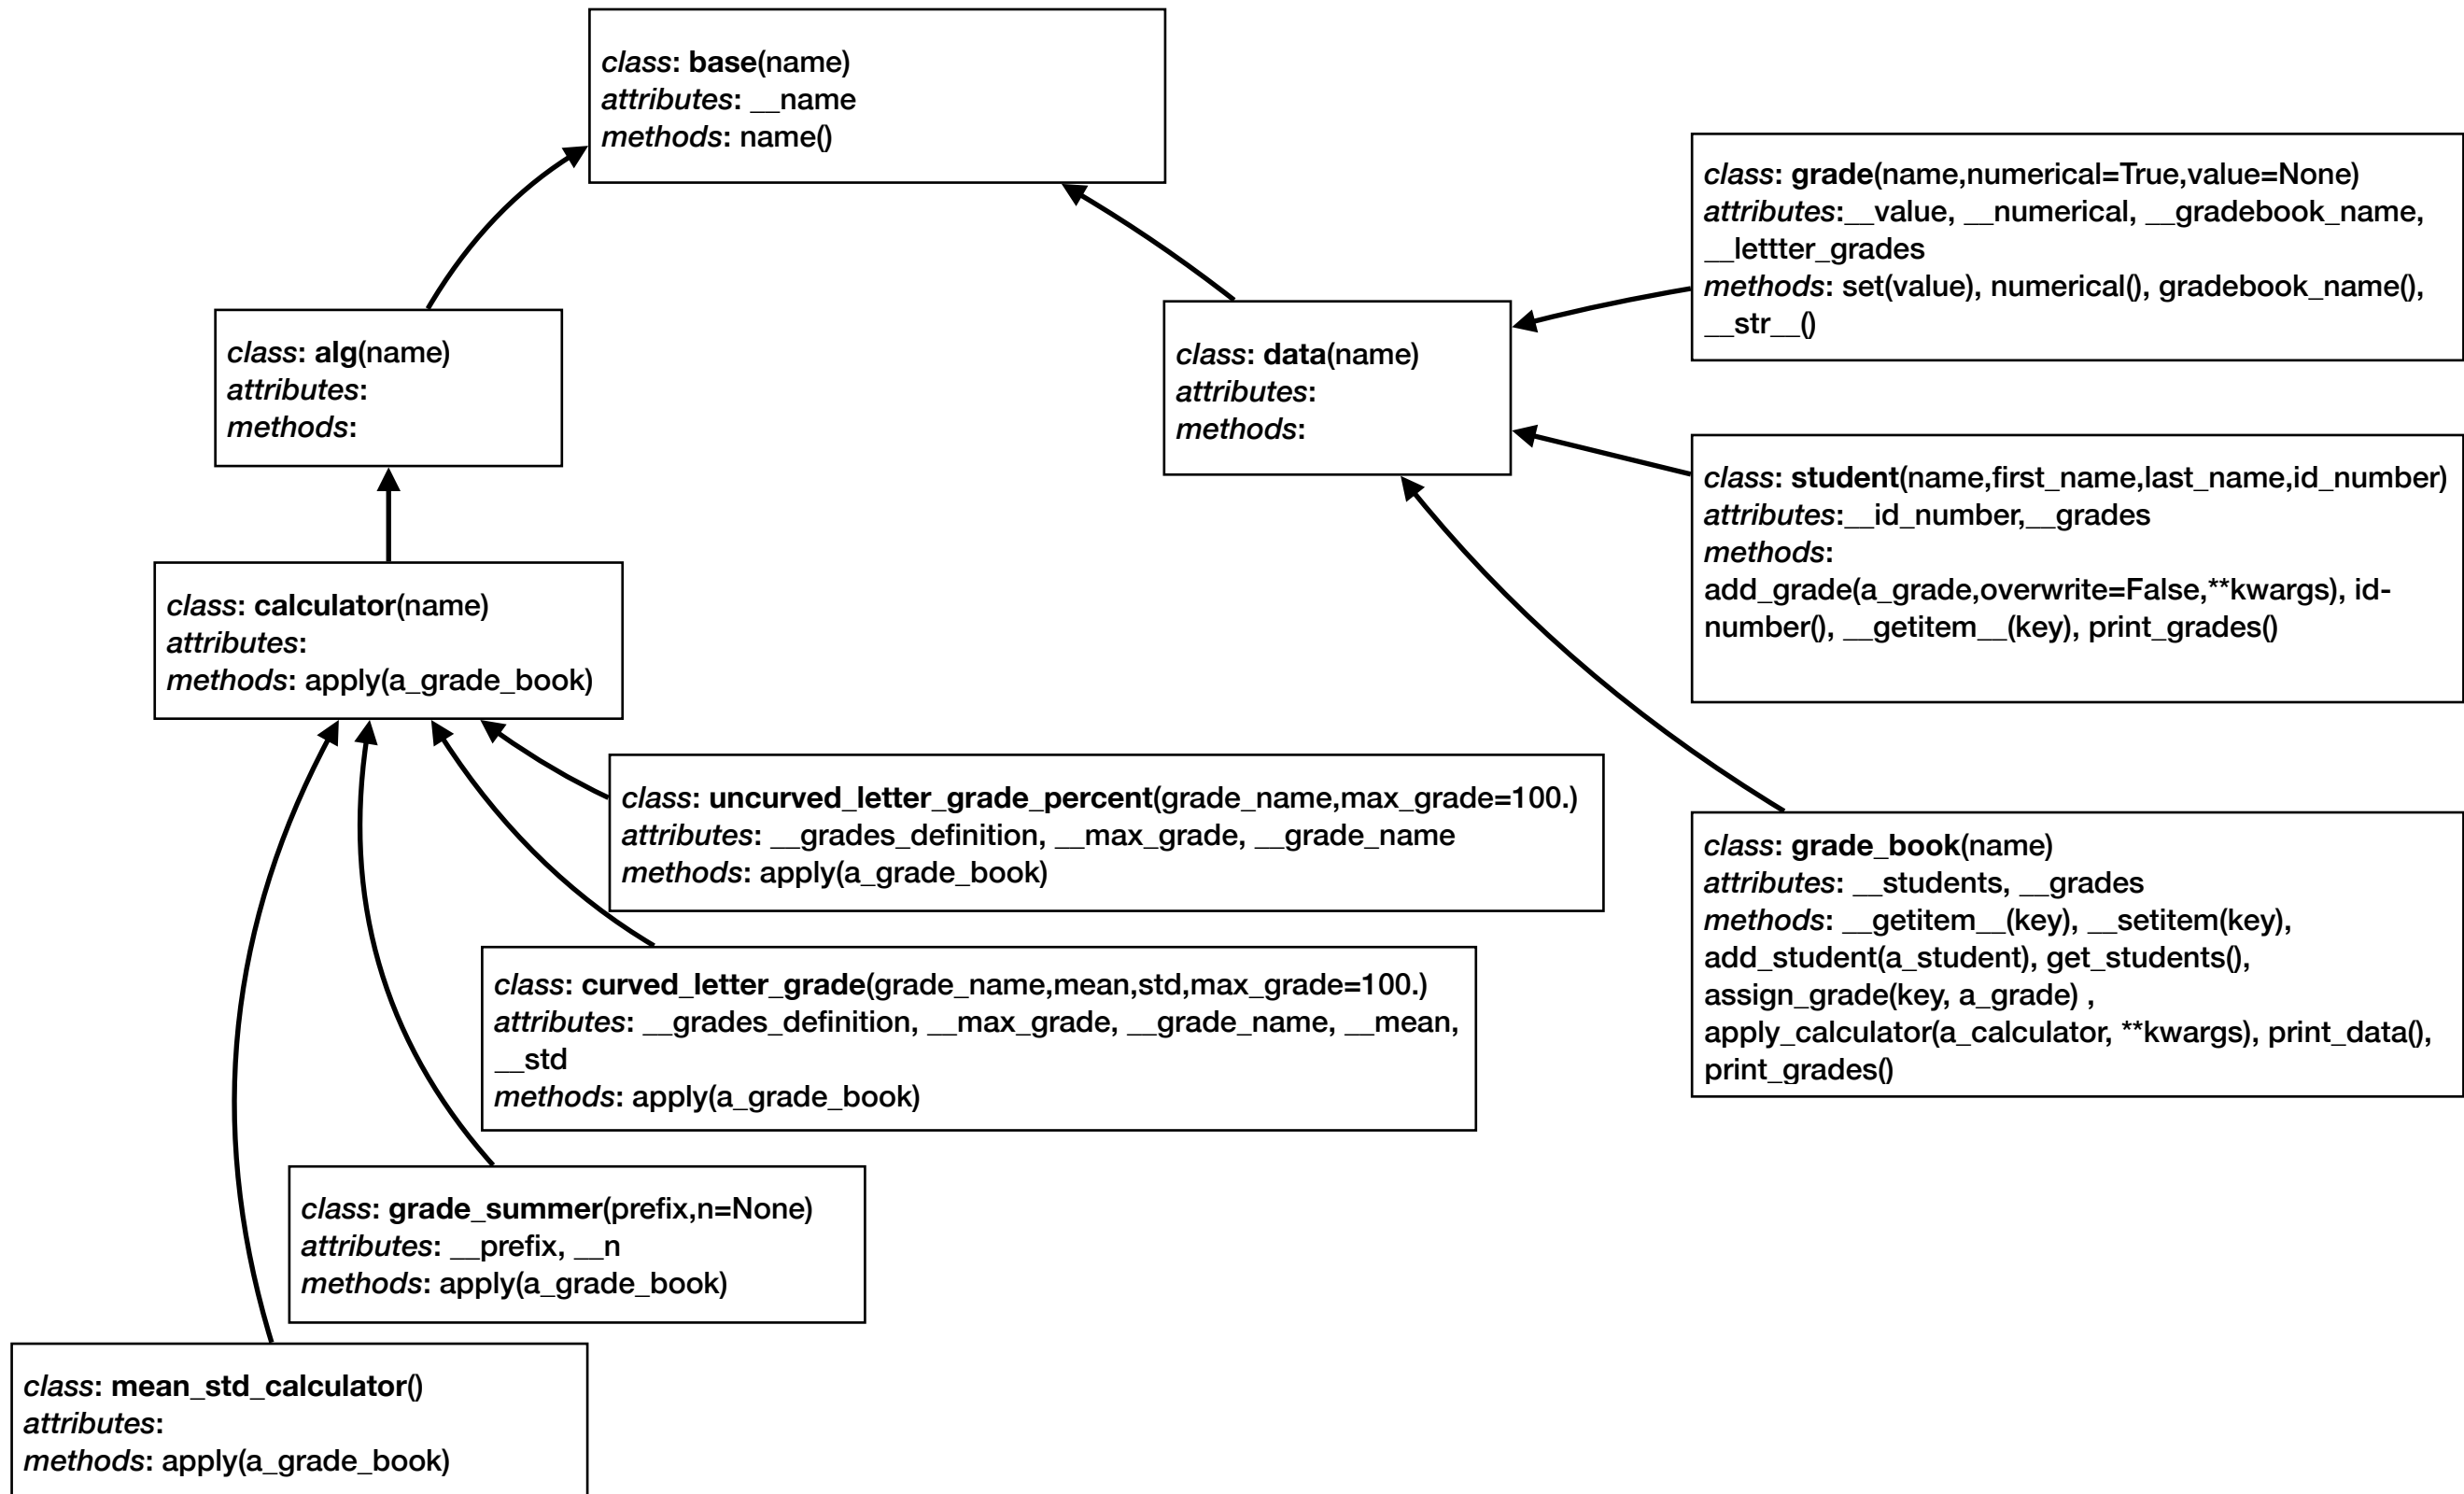 class: base(name)
attributes: __name
methods: name()
class: grade(name,numerical=True,value=None)
attributes:__value, __numerical, __gradebook_name,
__lettter_grades
methods: set(value), numerical(), gradebook_name(),
__str__()
class: alg(name)
attributes:
methods:
class: data(name)
attributes:
methods:
class: student(name,first_name,last_name,id_number)
attributes:__id_number,__grades
methods:
add_grade(a_grade,overwrite=False,**kwargs), id-
number(), __getitem__(key), print_grades()
class: calculator(name)
attributes:
methods: apply(a_grade_book)
class: uncurved_letter_grade_percent(grade_name,max_grade=100.)
attributes: __grades_definition, __max_grade, __grade_name
methods: apply(a_grade_book)
class: grade_book(name)
attributes: __students, __grades
methods: __getitem__(key), __setitem(key),
add_student(a_student), get_students(),
assign_grade(key, a_grade) ,
apply_calculator(a_calculator, **kwargs), print_data(),
print_grades()
class: curved_letter_grade(grade_name,mean,std,max_grade=100.)
attributes: __grades_definition, __max_grade, __grade_name, __mean,
__std
methods: apply(a_grade_book)
class: grade_summer(prefix,n=None)
attributes: __prefix, __n
methods: apply(a_grade_book)
class: mean_std_calculator()
attributes:
methods: apply(a_grade_book)